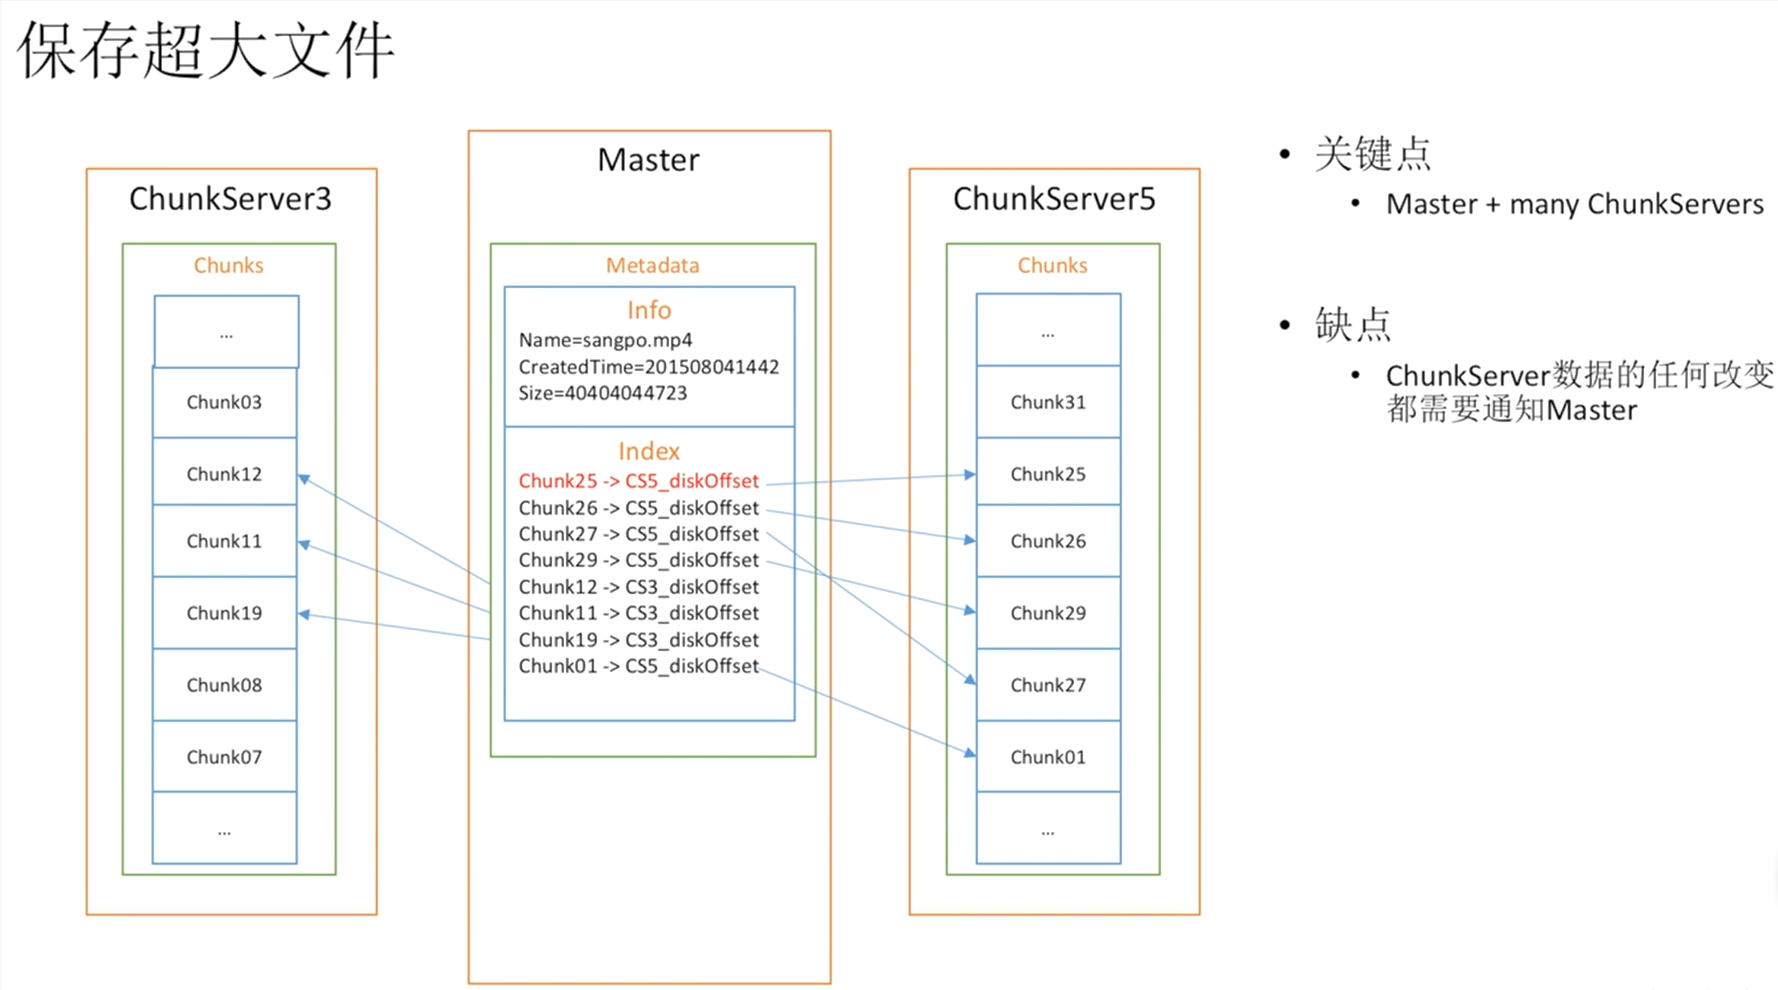 保存超大文件
ChunkServer3
Chunks
...
Chunk03
Chunk12
Chunk11
Chunk19
Chunk08
Chunk07
...
Master
Metadata
Info
Name=sangpo.mp4
CreatedTime=201508041442
Size=40404044723
Index
Chunk25 -> CS5_diskOffset
Chunk26 -> CS5_diskOffset
Chunk27 -> CS5_diskOffset
Chunk29 -> CS5_diskOffset
Chunk12 -> CS3_diskOffset
Chunk11 -> CS3_diskOffset
Chunk19 -> CS3_diskOffset
Chunk01 -> CS5_diskOffset
ChunkServer5
Chunks
...
Chunk31
Chunk25
Chunk26
Chunk29
Chunk27
Chunk01
...
• 关键点
• Master + many ChunkServers
• 缺点
• ChunkServer数据的任何改变
都需要通知Master